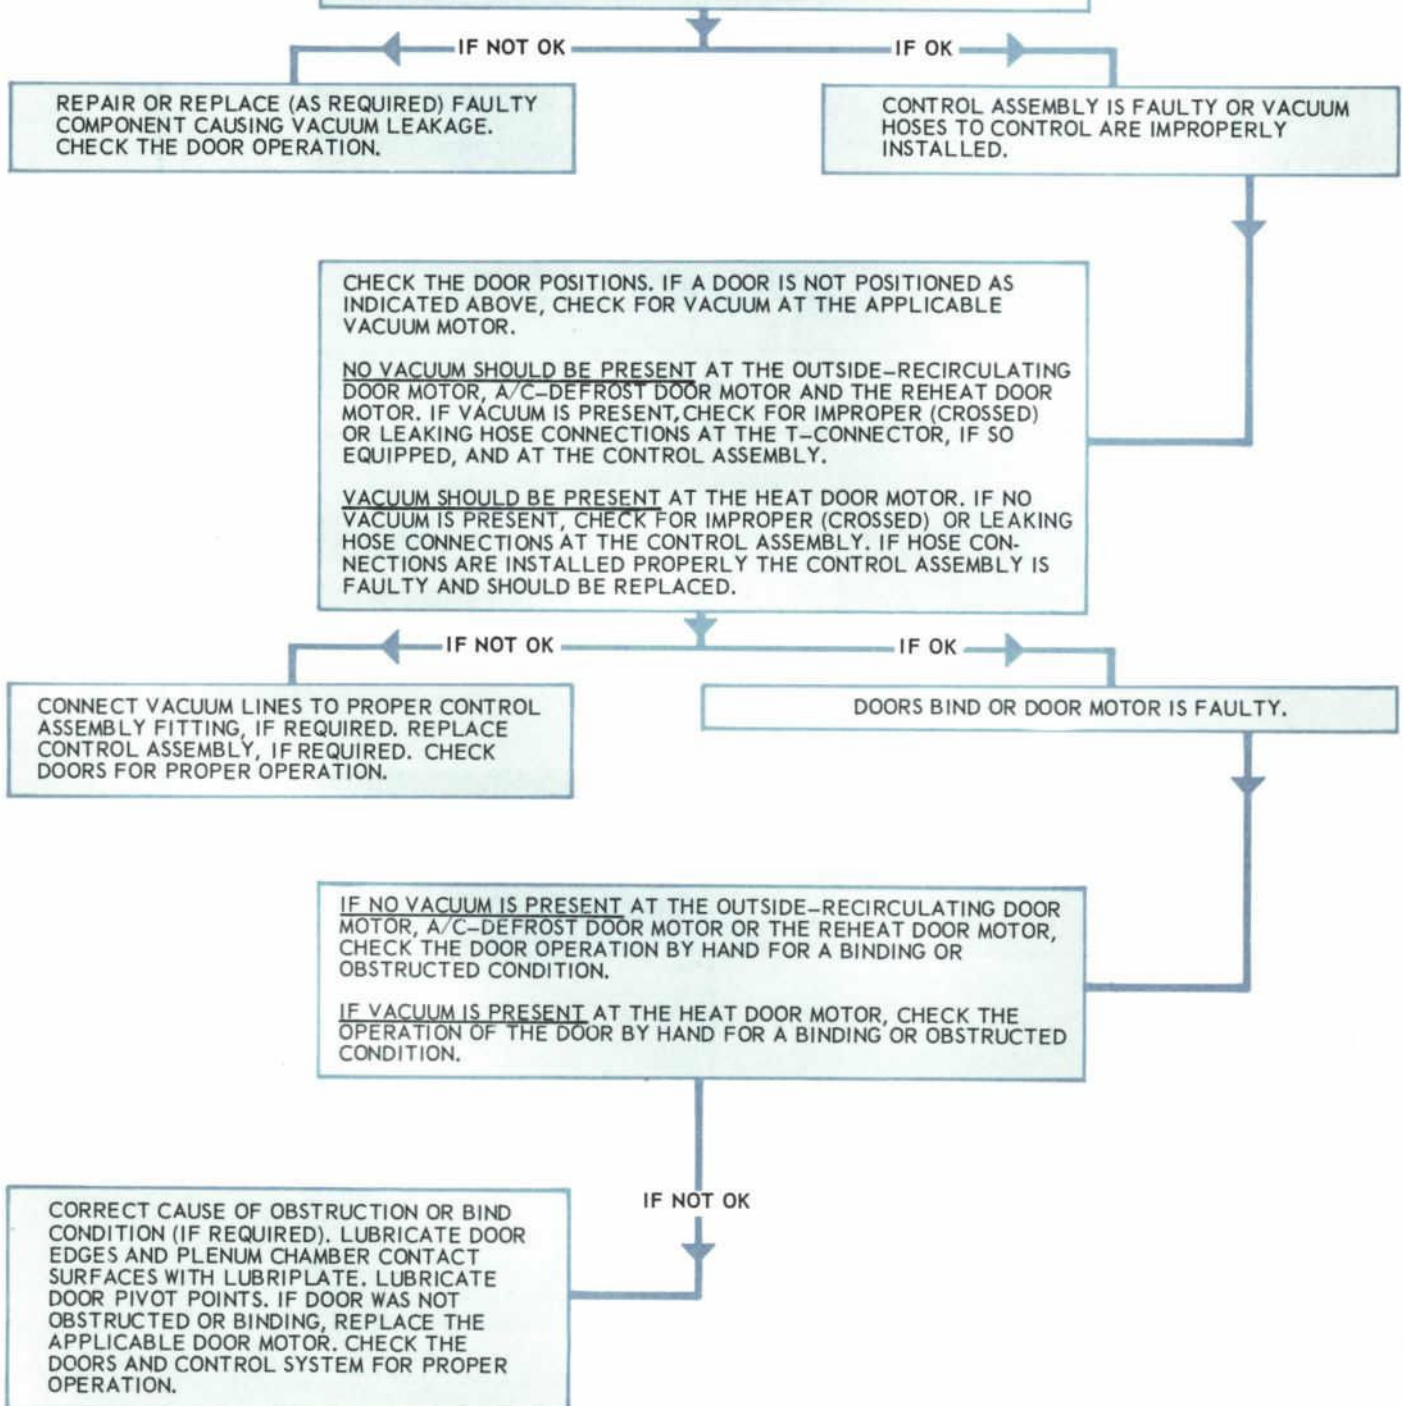 IF NOT OK
IF OK
REPAIR OR REPLACE (AS REQUIRED) FAULTY
COMPONENT CAUSING VACUUM LEAKAGE.
CHECK THE DOOR OPERATION.
CONTROL ASSEMBLY IS FAULTY OR VACUUM
HOSES TO CONTROL ARE IMPROPERLY
INSTALLED.
CHECK THE DOOR POSITIONS. IF A DOOR IS NOT POSITIONED AS
INDICATED ABOVE, CHECK FOR VACUUM AT THE APPLICABLE
VACUUM MOTOR.
NO VACUUM SHOULD BE PRESENT AT THE OUTSIDE-RECIRCULATING
DOOR MOTOR, A/C-DEFROST DOOR MOTOR AND THE REHEAT DOOR
MOTOR. IF VACUUM IS PRESENT, CHECK FOR IMPROPER (CROSSED)
OR LEAKING HOSE CONNECTIONS AT THE T-CONNECTOR, IF SO
EQUIPPED, AND AT THE CONTROL ASSEMBLY.
VACUUM SHOULD BE PRESENT AT THE HEAT DOOR MOTOR. IF NO
VACUUM IS PRESENT, CHECK FOR IMPROPER (CROSSED) OR LEAKING
HOSE CONNECTIONS AT THE CONTROL ASSEMBLY. IF HOSE CON-
NECTIONS ARE INSTALLED PROPERLY THE CONTROL ASSEMBLY IS
FAULTY AND SHOULD BE REPLACED.
IF NOT OK
IF OK
CONNECT VACUUM LINES TO PROPER CONTROL
ASSEMBLY FITTING, IF REQUIRED. REPLACE
CONTROL ASSEMBLY, IF REQUIRED. CHECK
DOORS FOR PROPER OPERATION.
DOORS BIND OR DOOR MOTOR IS FAULTY.
IF NO VACUUM IS PRESENT AT THE OUTSIDE-RECIRCULATING DOOR
MOTOR, A/C-DEFROST DOOR MOTOR OR THE REHEAT DOOR MOTOR,
CHECK THE DOOR OPERATION BY HAND FOR A BINDING OR
OBSTRUCTED CONDITION.
IF VACUUM IS PRESENT AT THE HEAT DOOR MOTOR, CHECK THE
OPERATION OF THE DOOR BY HAND FOR A BINDING OR OBSTRUCTED
CONDITION.
IF NOT OK
CORRECT CAUSE OF OBSTRUCTION OR BIND
CONDITION (IF REQUIRED). LUBRICATE DOOR
EDGES AND PLENUM CHAMBER CONTACT
SURFACES WITH LUBRIPLATE. LUBRICATE
DOOR PIVOT POINTS. IF DOOR WAS NOT
OBSTRUCTED OR BINDING, REPLACE THE
APPLICABLE DOOR MOTOR. CHECK THE
DOORS AND CONTROL SYSTEM FOR PROPER
OPERATION.